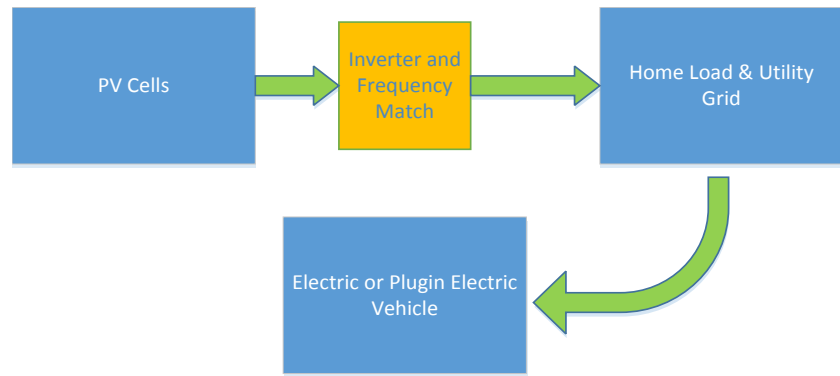 PV Cells
Inverter and
Frequency
Match
Home Load & Utility
Grid
Electric or Plugin Electric
Vehicle